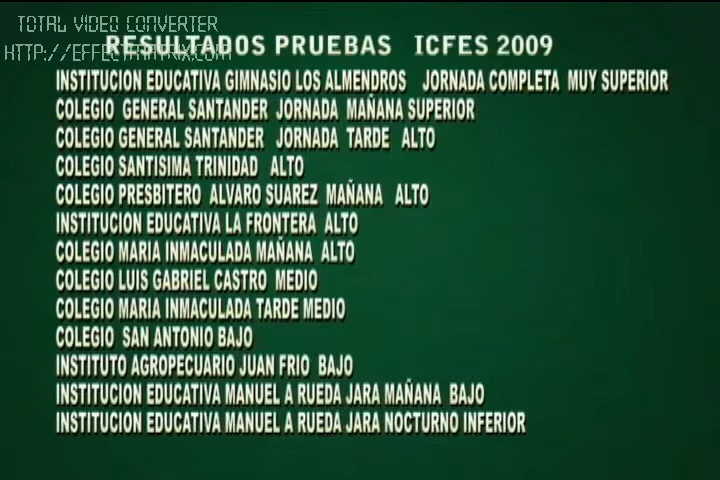 TOTAL VIDEO CONVERTER
RESULTADOS PRUEBAS ICFES 2009
HTTP://EFFECTMATRIX.COM
INSTITUCION EDUCATIVA GIMNASIO LOS ALMENDROS JORNADA COMPLETA MUY SUPERIOR
COLEGIO GENERAL SANTANDER JORNADA MAÑANA SUPERIOR
COLEGIO GENERAL SANTANDER JORNADA TARDE ALTO
COLEGIO SANTISIMA TRINIDAD ALTO
COLEGIO PRESBITERO ALVARO SUAREZ MAÑANA ALTO
INSTITUCION EDUCATIVA LA FRONTERA ALTO
COLEGIO MARIA INMACULADA MAÑANA ALTO
COLEGIO LUIS GABRIEL CASTRO MEDIO
COLEGIO MARIA INMACULADA TARDE MEDIO
COLEGIO SAN ANTONIO BAJO
INSTITUTO AGROPECUARIO JUAN FRIO BAJO
INSTITUCION EDUCATIVA MANUEL A RUEDA JARA MAÑANA BAJO
INSTITUCION EDUCATIVA MANUEL A RUEDA JARA NOCTURNO INFERIOR